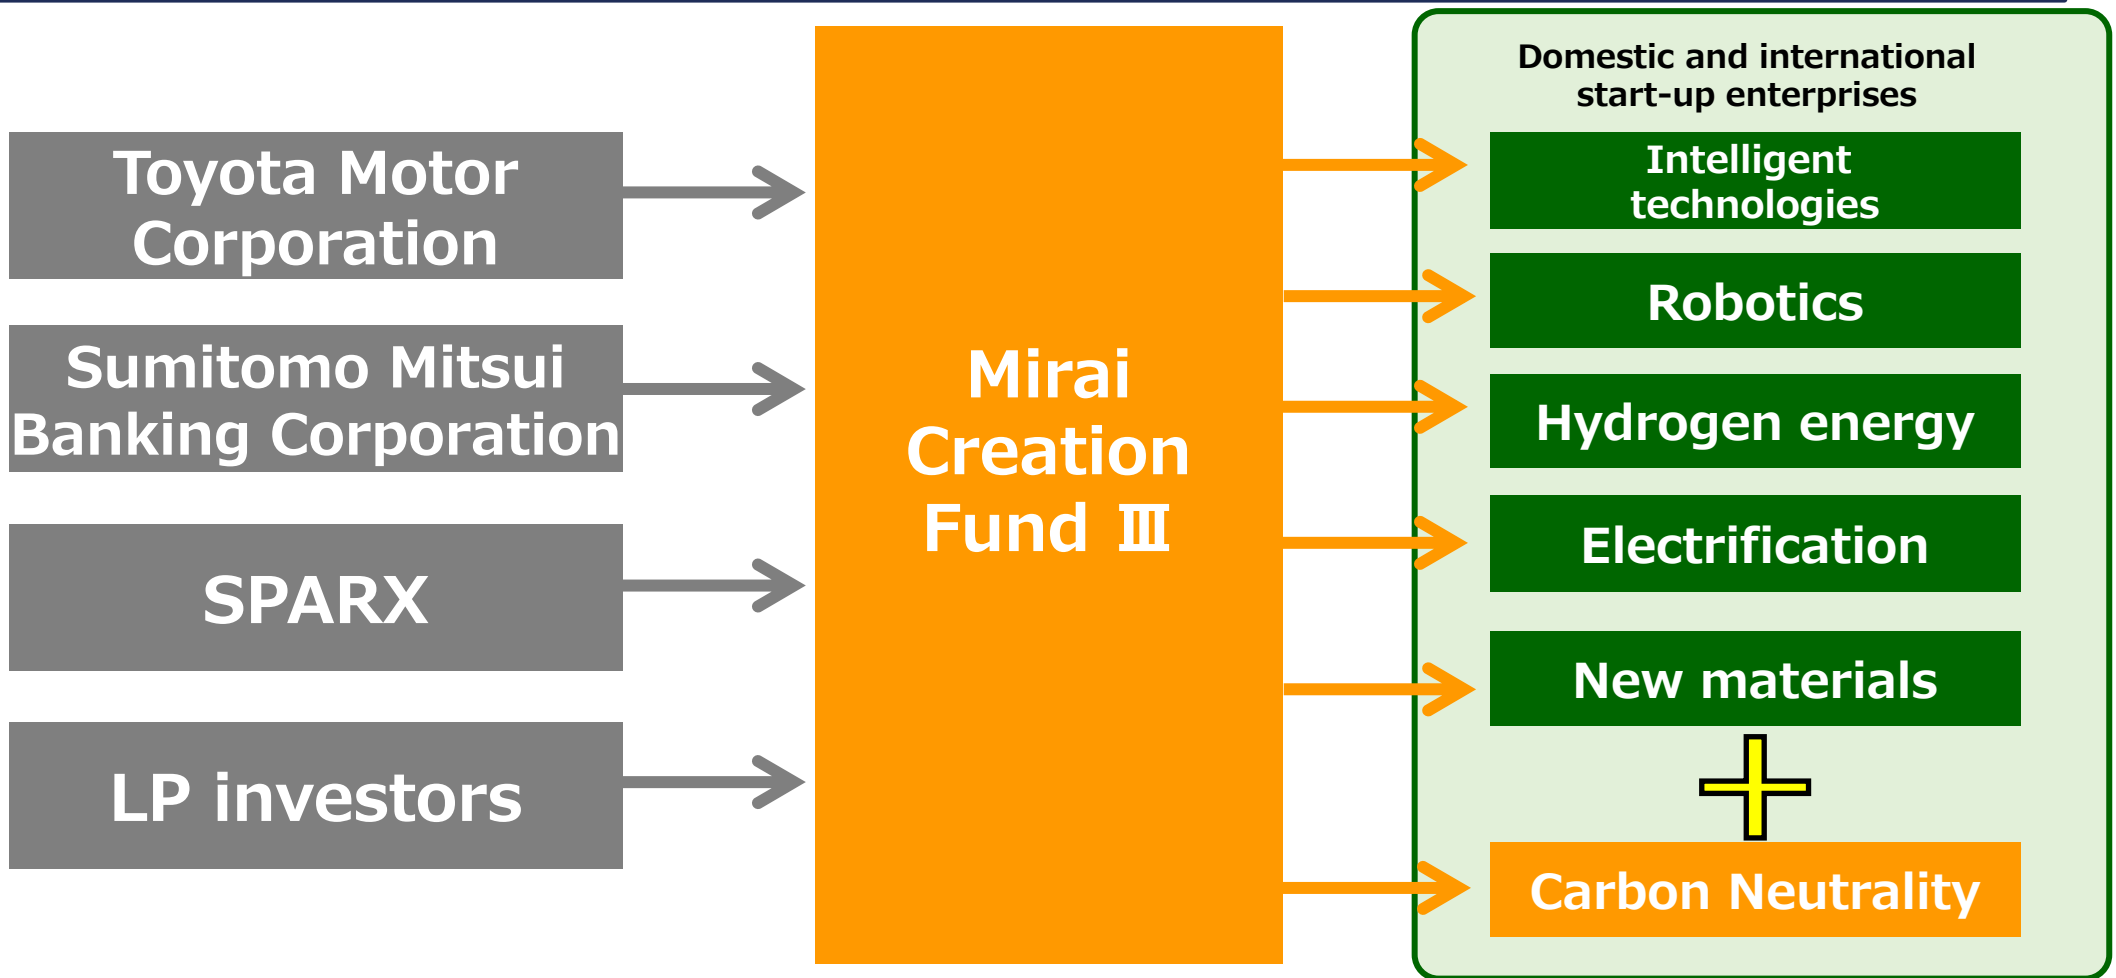 Toyota Motor
Corporation
Sumitomo Mitsui
Banking Corporation
SPARX
LP investors
Mirai
Creation
Fund Ⅲ
Domestic and international
start-up enterprises
Intelligent
technologies
Robotics
Hydrogen energy
Electrification
New materials
Carbon Neutrality